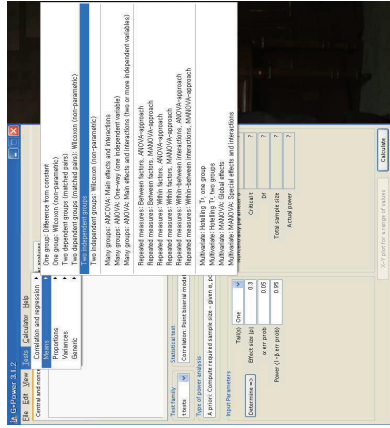 G*Power 3.1.2
File Edit View Tests Calculator Help
Central and nonce
Correlation and regression
Means
Proportions
Variances
Generic
One group: Difference from constant
One group: Wilcoxon (non-parametric)
Two dependent groups (matched pairs)
Two dependent groups (matched pairs): Wilcoxon (non-parametric)
Two independent groups
Two independent groups: Wilcoxon (non-parametric)
Many groups: ANCOVA: Main effects and interactions
Many groups: ANOVA: One-way (one independent variable)
Many groups: ANOVA: Main effects and interactions (two or more independent variables)
Repeated measures: Between factors, ANOVA-approach
Repeated measures: Between factors, MANOVA-approach
Repeated measures: Within factors, ANOVA-approach
Repeated measures: Within factors, MANOVA-approach
Repeated measures: Within-between interactions, ANOVA-approach
Repeated measures: Within-between interactions, MANOVA-approach
Multivariate: Hotelling T², one group
Multivariate: Hotelling T², two groups
Multivariate: MANOVA: Global effects
Multivariate: MANOVA: Special effects and interactions
Test family
t tests
Statistical test
Correlation: Point biserial model
Type of power analysis
A priori: Compute required sample size - given α, po
Input Parameters
Tail(s) One
Determine => Effect size |ρ| 0.3
α err prob 0.05
Power (1-β err prob) 0.95
Critical t ?
Df ?
Total sample size ?
Actual power ?
X-Y plot for a range of values
Calculate